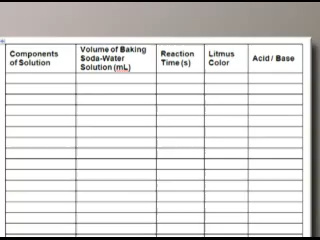 Components
of Solution
Volume of Baking
Soda-Water
Solution (mL)
Reaction
Time (s)
Litmus
Color
Acid / Base